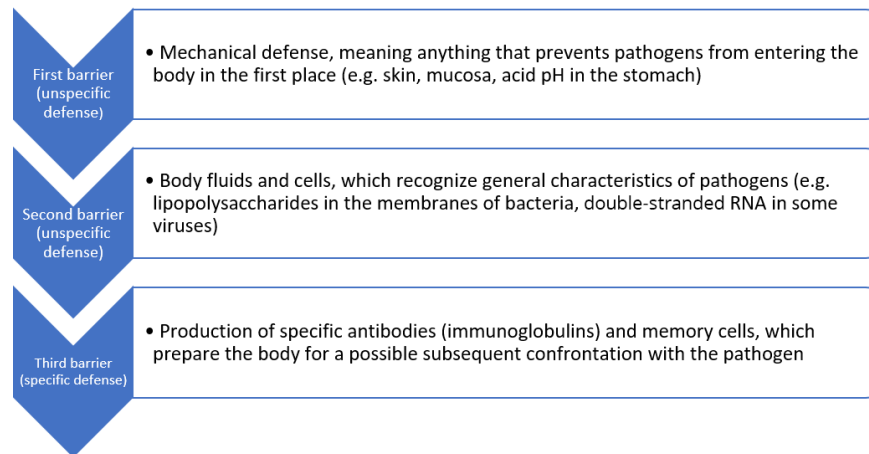 First barrier
(unspecific
defense)
• Mechanical defense, meaning anything that prevents pathogens from entering the
body in the first place (e.g. skin, mucosa, acid pH in the stomach)
Second barrier
(unspecific
defense)
• Body fluids and cells, which recognize general characteristics of pathogens (e.g.
lipopolysaccharides in the membranes of bacteria, double-stranded RNA in some
viruses)
Third barrier
(specific defense)
• Production of specific antibodies (immunoglobulins) and memory cells, which
prepare the body for a possible subsequent confrontation with the pathogen